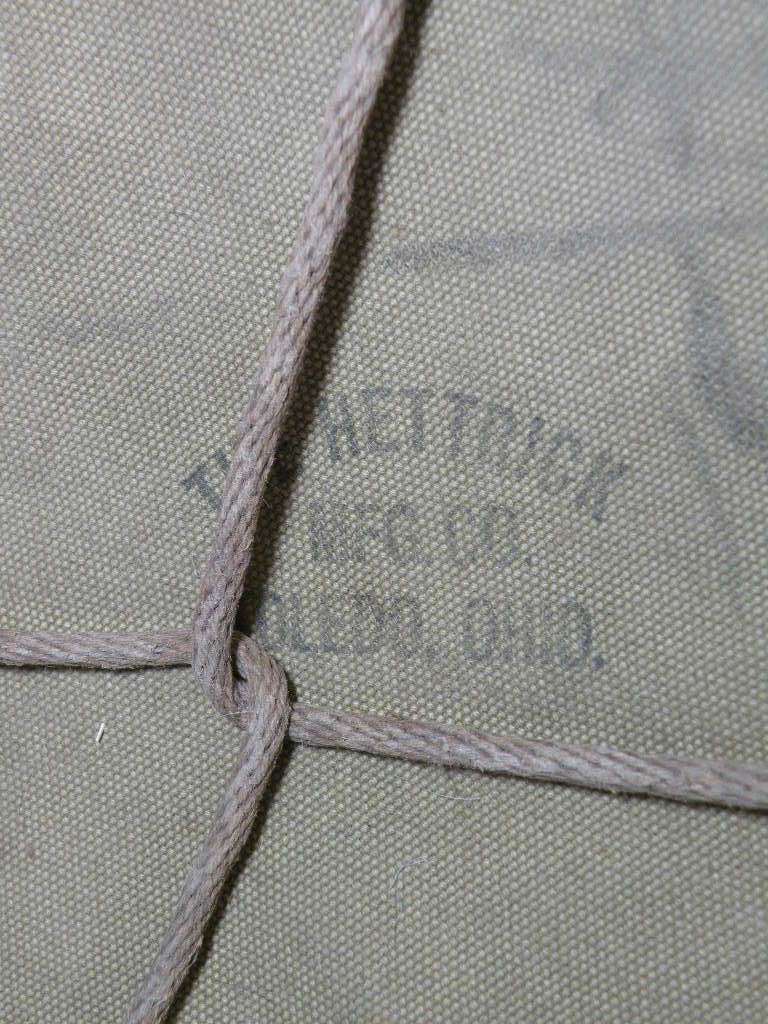 THE HETTRICK
MFG. CO.
TOLEDO, OHIO.